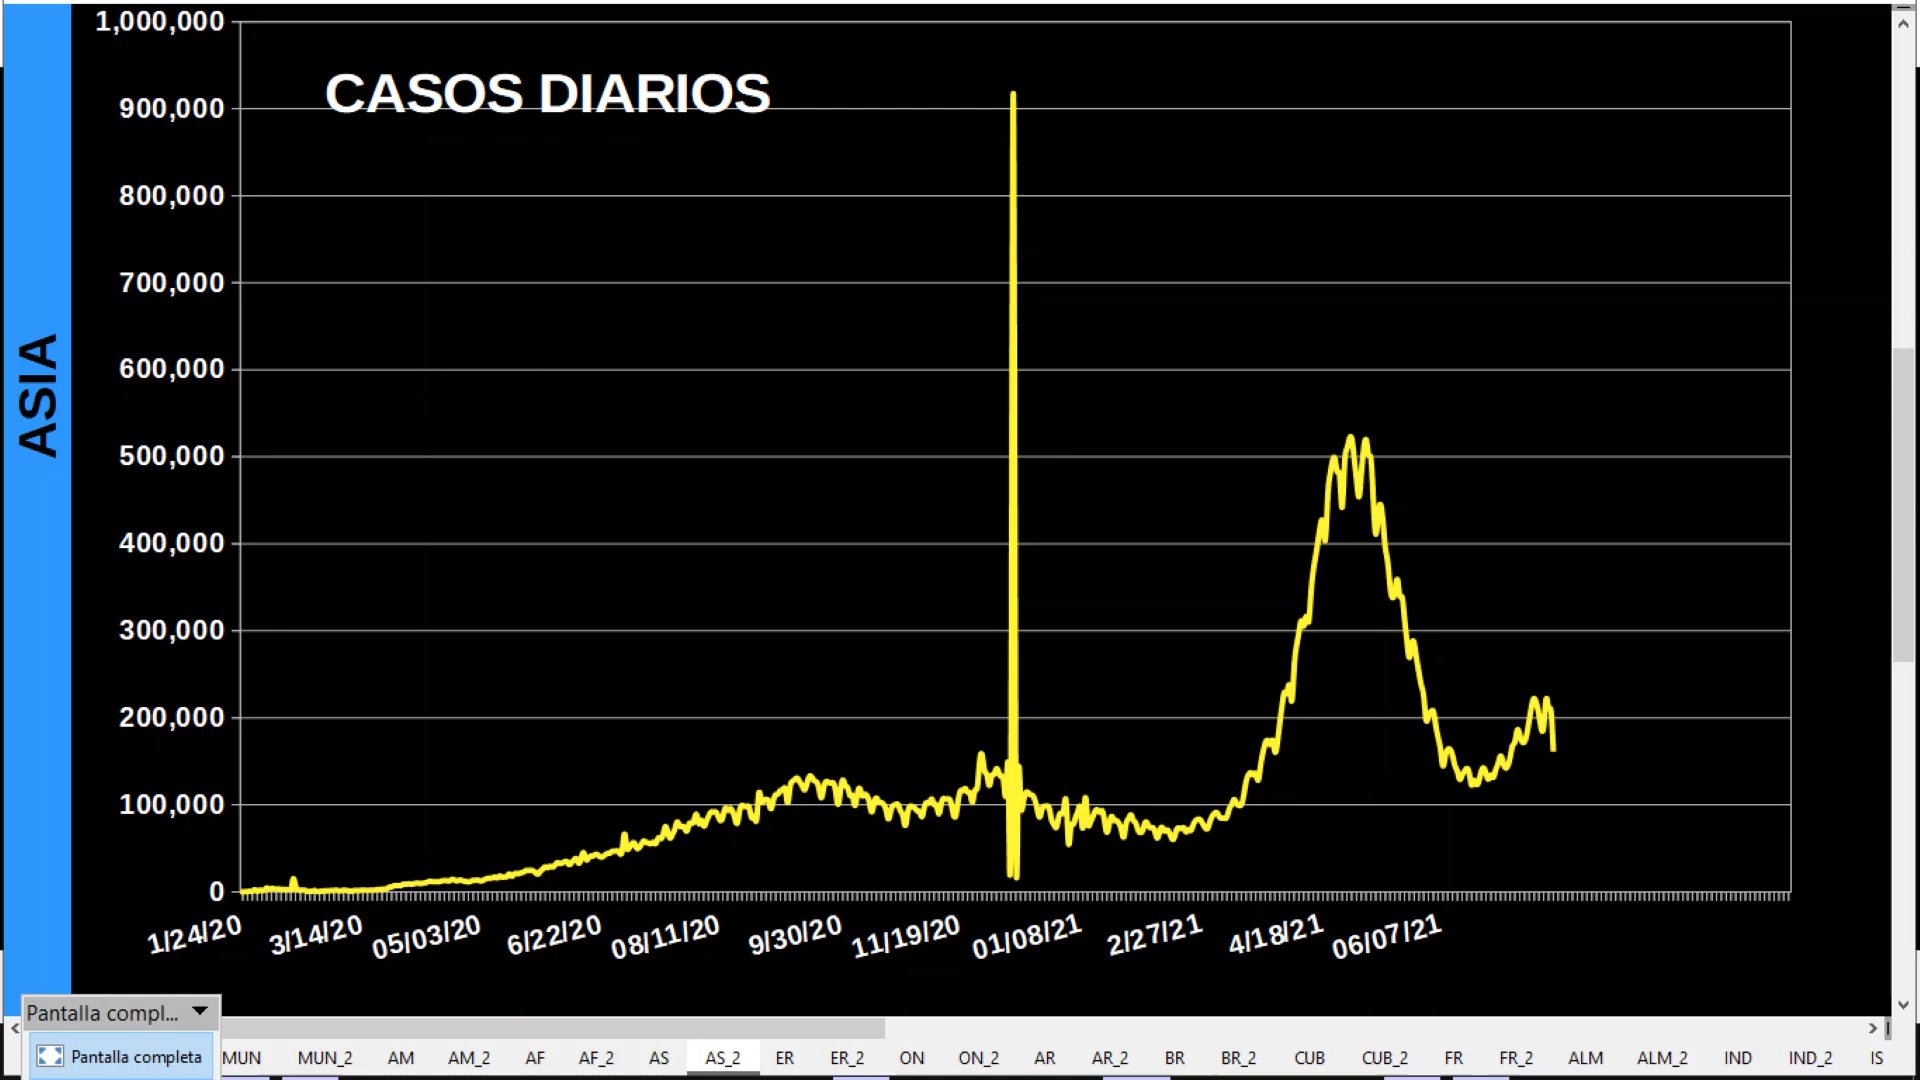 1,000,000
CASOS DIARIOS
900,000
800,000
700,000
600,000
500,000
400,000
300,000
200,000
100,000
0
ASIA
1/24/20 3/14/20 05/03/20 6/22/20 08/11/20 9/30/20 11/19/20 01/08/21 2/27/21 4/18/21 06/07/21
Pantalla compl...
Pantalla completa
MUN MUN_2 AM AM_2 AF AF_2 AS AS_2 ER ER_2 ON ON_2 AR AR_2 BR BR_2 CUB CUB_2 FR FR_2 ALM ALM_2 IND IND_2 IS